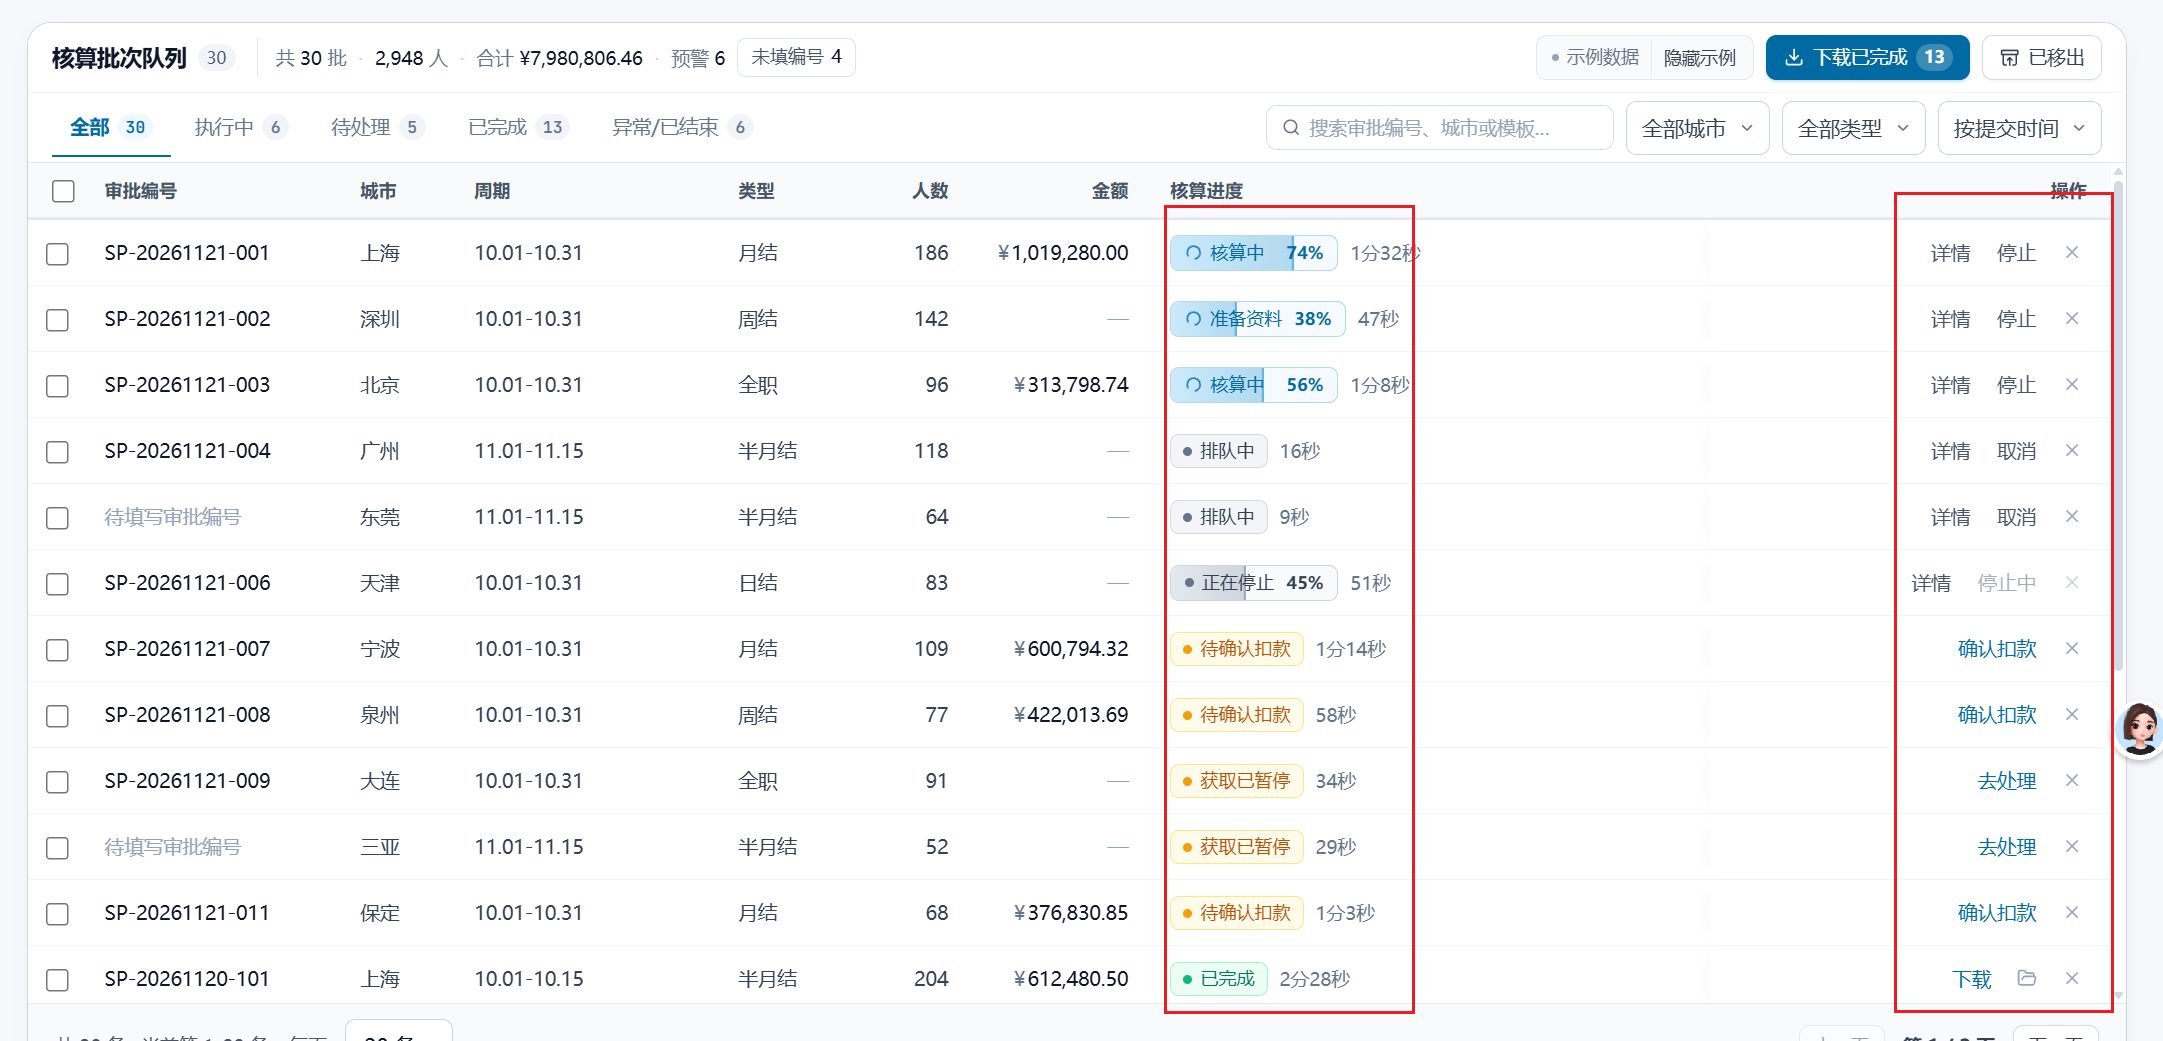 核算批次队列 30 共 30 批 · 2,948 人 · 合计 ¥7,980,806.46 · 预警 6 未填编号 4 示例数据 隐藏示例 下载已完成 13 已移出
全部 30 执行中 6 待处理 5 已完成 13 异常/已结束 6 搜索审批编号、城市或模板... 全部城市 全部类型 按提交时间
审批编号 城市 周期 类型 人数 金额 核算进度 操作
SP-20261121-001 上海 10.01-10.31 月结 186 ¥1,019,280.00 核算中 74% 1分32秒 详情 停止 ×
SP-20261121-002 深圳 10.01-10.31 周结 142 — 准备资料 38% 47秒 详情 停止 ×
SP-20261121-003 北京 10.01-10.31 全职 96 ¥313,798.74 核算中 56% 1分8秒 详情 停止 ×
SP-20261121-004 广州 11.01-11.15 半月结 118 — 排队中 16秒 详情 取消 ×
待填写审批编号 东莞 11.01-11.15 半月结 64 — 排队中 9秒 详情 取消 ×
SP-20261121-006 天津 10.01-10.31 日结 83 — 正在停止 45% 51秒 详情 停止中 ×
SP-20261121-007 宁波 10.01-10.31 月结 109 ¥600,794.32 待确认扣款 1分14秒 确认扣款 ×
SP-20261121-008 泉州 10.01-10.31 周结 77 ¥422,013.69 待确认扣款 58秒 确认扣款 ×
SP-20261121-009 大连 10.01-10.31 全职 91 — 获取已暂停 34秒 去处理 ×
待填写审批编号 三亚 11.01-11.15 半月结 52 — 获取已暂停 29秒 去处理 ×
SP-20261121-011 保定 10.01-10.31 月结 68 ¥376,830.85 待确认扣款 1分3秒 确认扣款 ×
SP-20261120-101 上海 10.01-10.15 半月结 204 ¥612,480.50 已完成 2分28秒 下载 ×